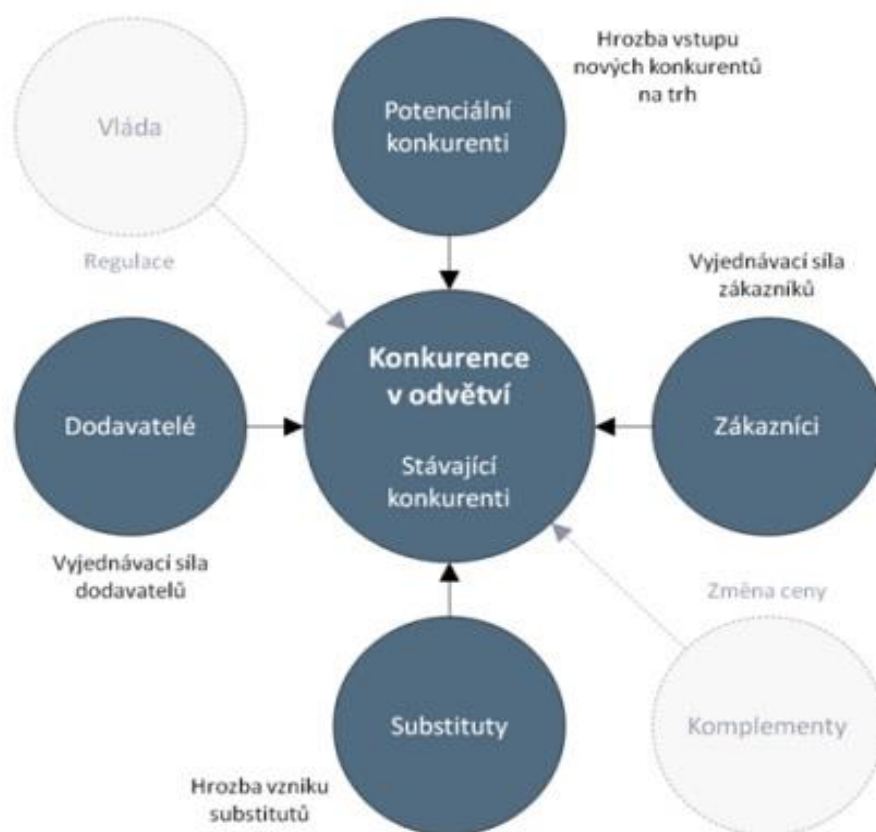 Hrozba vstupu
nových konkurentů
na trh
Vláda
Potenciální
konkurenti
Regulace
Vyjednávací síla
zákazníků
Konkurence
v odvětví
Stávající
konkurenti
Dodavatelé
Zákazníci
Vyjednávací síla
dodavatelů
Změna ceny
Substituty
Komplementy
Hrozba vzniku
substitutů